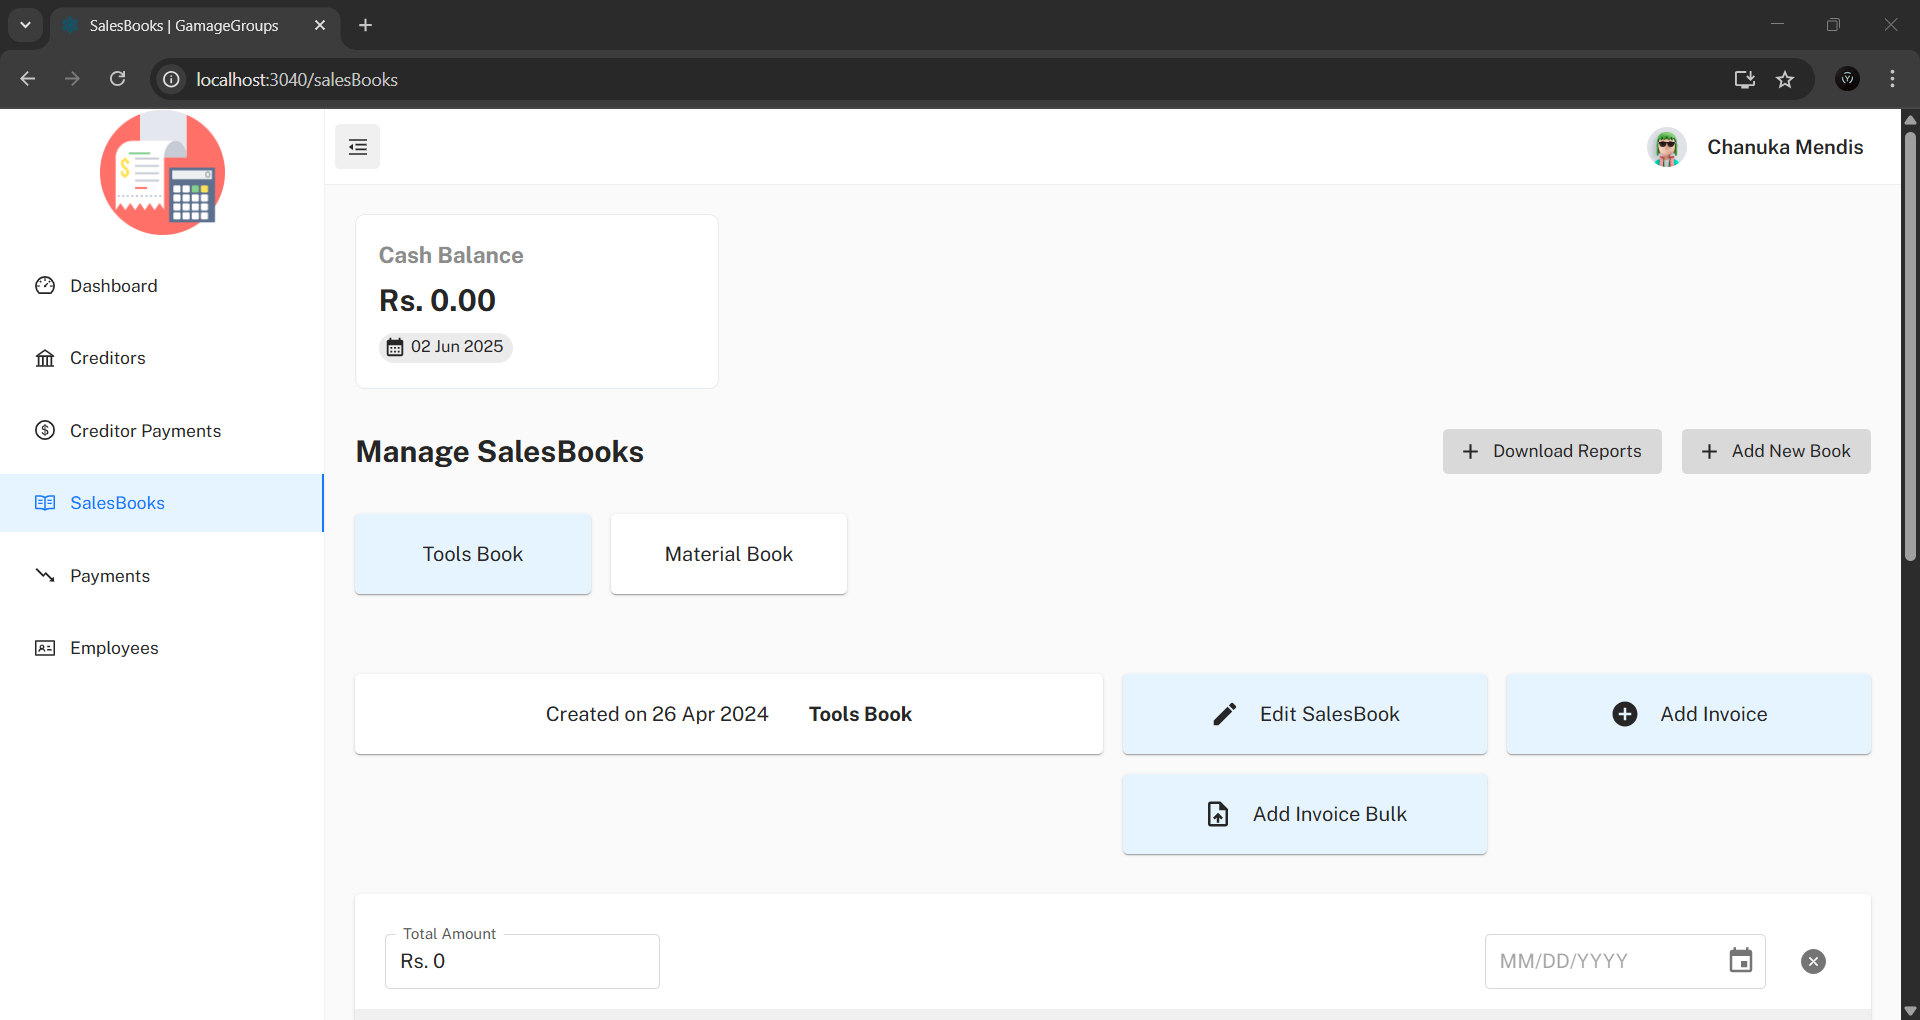 SalesBooks | GamageGroups
localhost:3040/salesBooks
Chanuka Mendis
Dashboard
Creditors
Creditor Payments
SalesBooks
Payments
Employees
Cash Balance
Rs. 0.00
02 Jun 2025
Manage SalesBooks
Download Reports
Add New Book
Tools Book
Material Book
Created on 26 Apr 2024 Tools Book
Edit SalesBook
Add Invoice
Add Invoice Bulk
Total Amount
Rs. 0
MM/DD/YYYY